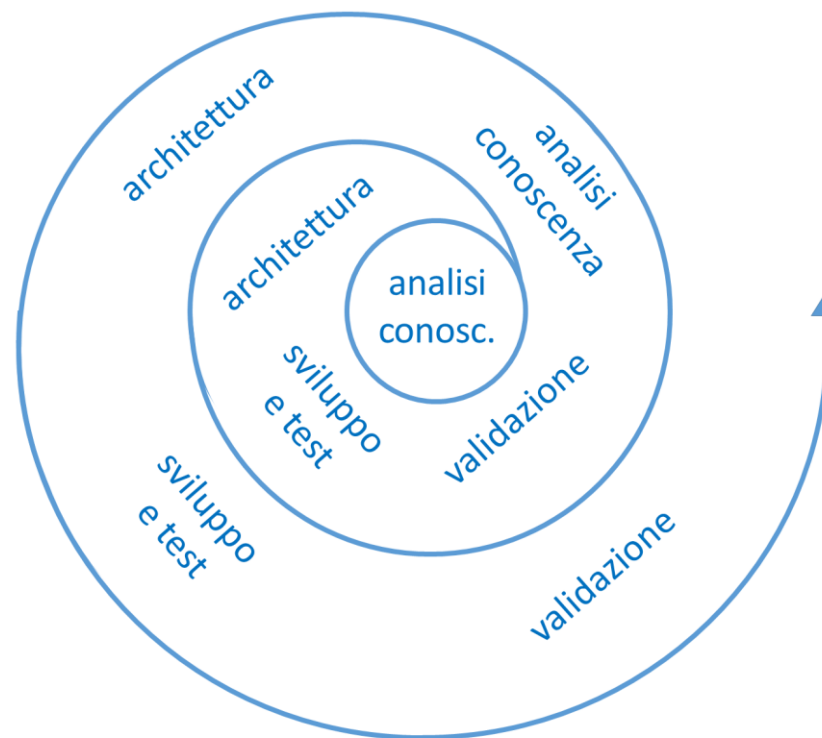 analisi
conosc.
architettura
sviluppo
e test
validazione
analisi
conoscenza
architettura
sviluppo
e test
validazione